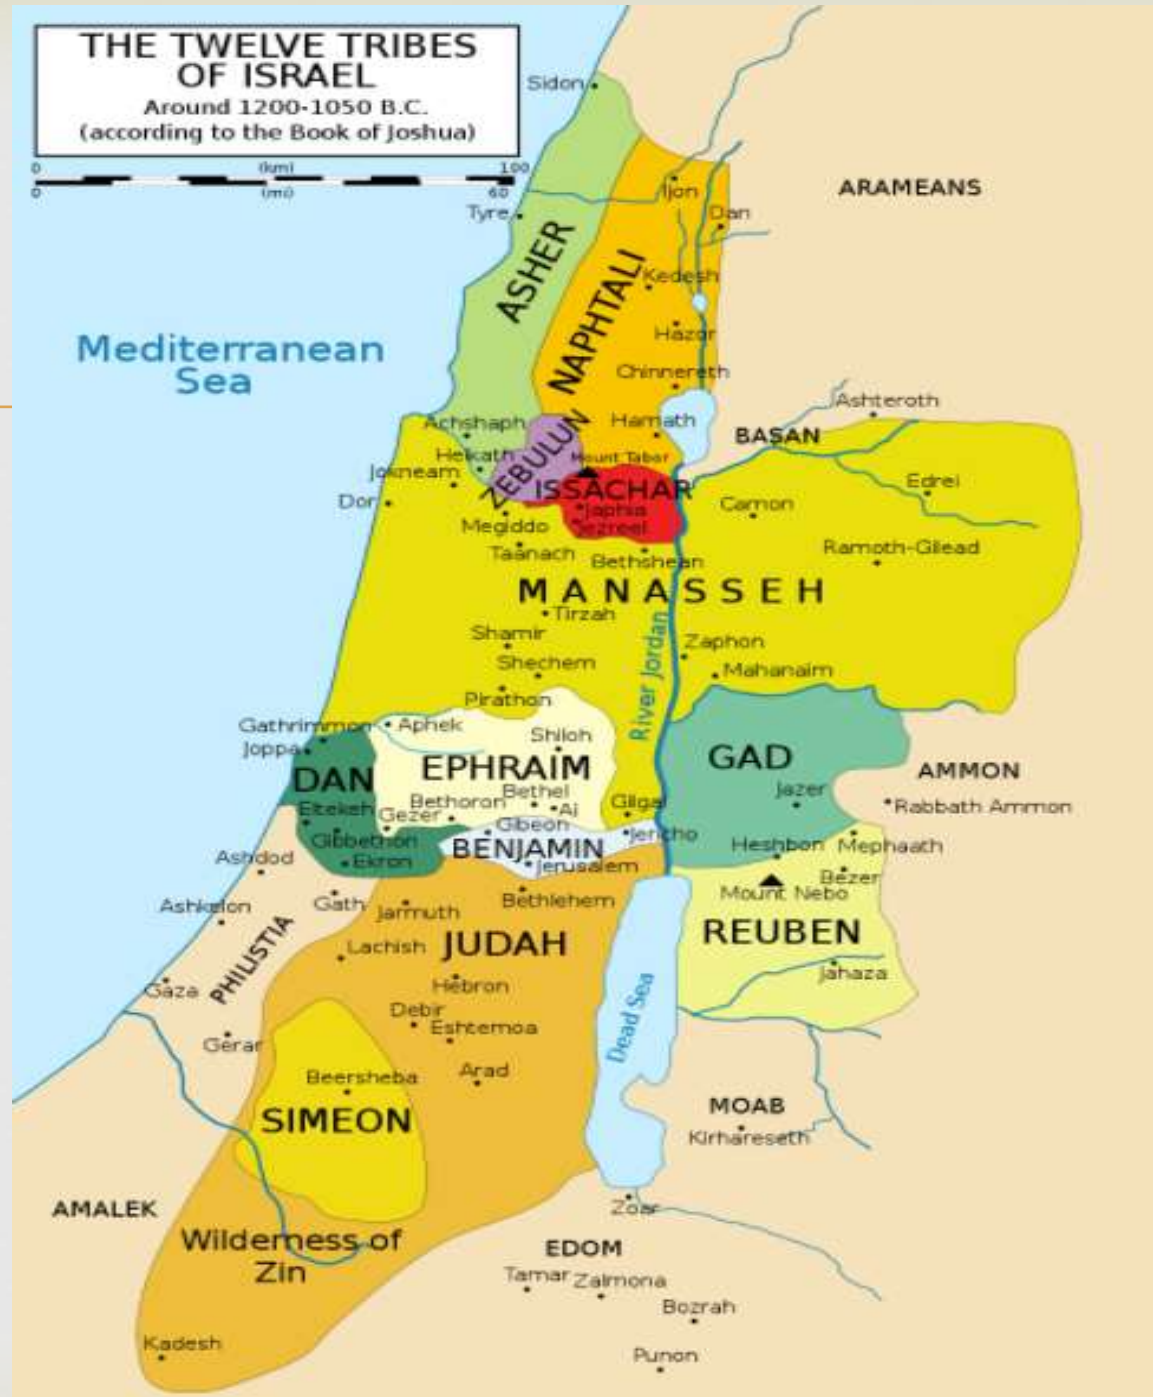 THE TWELVE TRIBES
OF ISRAEL
Around 1200-1050 B.C.
(according to the Book of Joshua)
0 (km) 100
0 (mi) 60
Sidon
ARAMEANS
Ijon
Tyre
Dan
ASHER
NAPHTALI
Kedesh
Hazor
Mediterranean
Sea
Chinnereth
Ashteroth
Achshaph
Hamath
BASAN
ZEBULUN
Helkath
Mount Tabor
Jokneam
ISSACHAR
Edrei
Dor
Camon
Japhia
Megiddo
Jezreel
Taanach
Bethshean
Ramoth-Gilead
MANASSEH
Tirzah
Shamir
Zaphon
Shechem
Mahanaim
River Jordan
Pirathon
Gathrimmon
Aphek
Joppa
Shiloh
DAN
EPHRAIM
GAD
AMMON
Bethel
Jazer
Bethoron
Ai
Gilgal
Rabbath Ammon
Eltekeh
Gezer
Gibeon
Jericho
Gibbethon
BENJAMIN
Heshbon
Mephaath
Ashdod
Ekron
Jerusalem
Bezer
Mount Nebo
Ashkelon
Gath
Jarmuth
Bethlehem
REUBEN
PHILISTIA
Lachish
JUDAH
Jahaza
Gaza
Hebron
Debir
Dead Sea
Eshtemoa
Gerar
Beersheba
Arad
SIMEON
MOAB
Kirhareseth
AMALEK
Zoar
Wilderness of
Zin
EDOM
Tamar
Zalmona
Bozrah
Kadesh
Punon